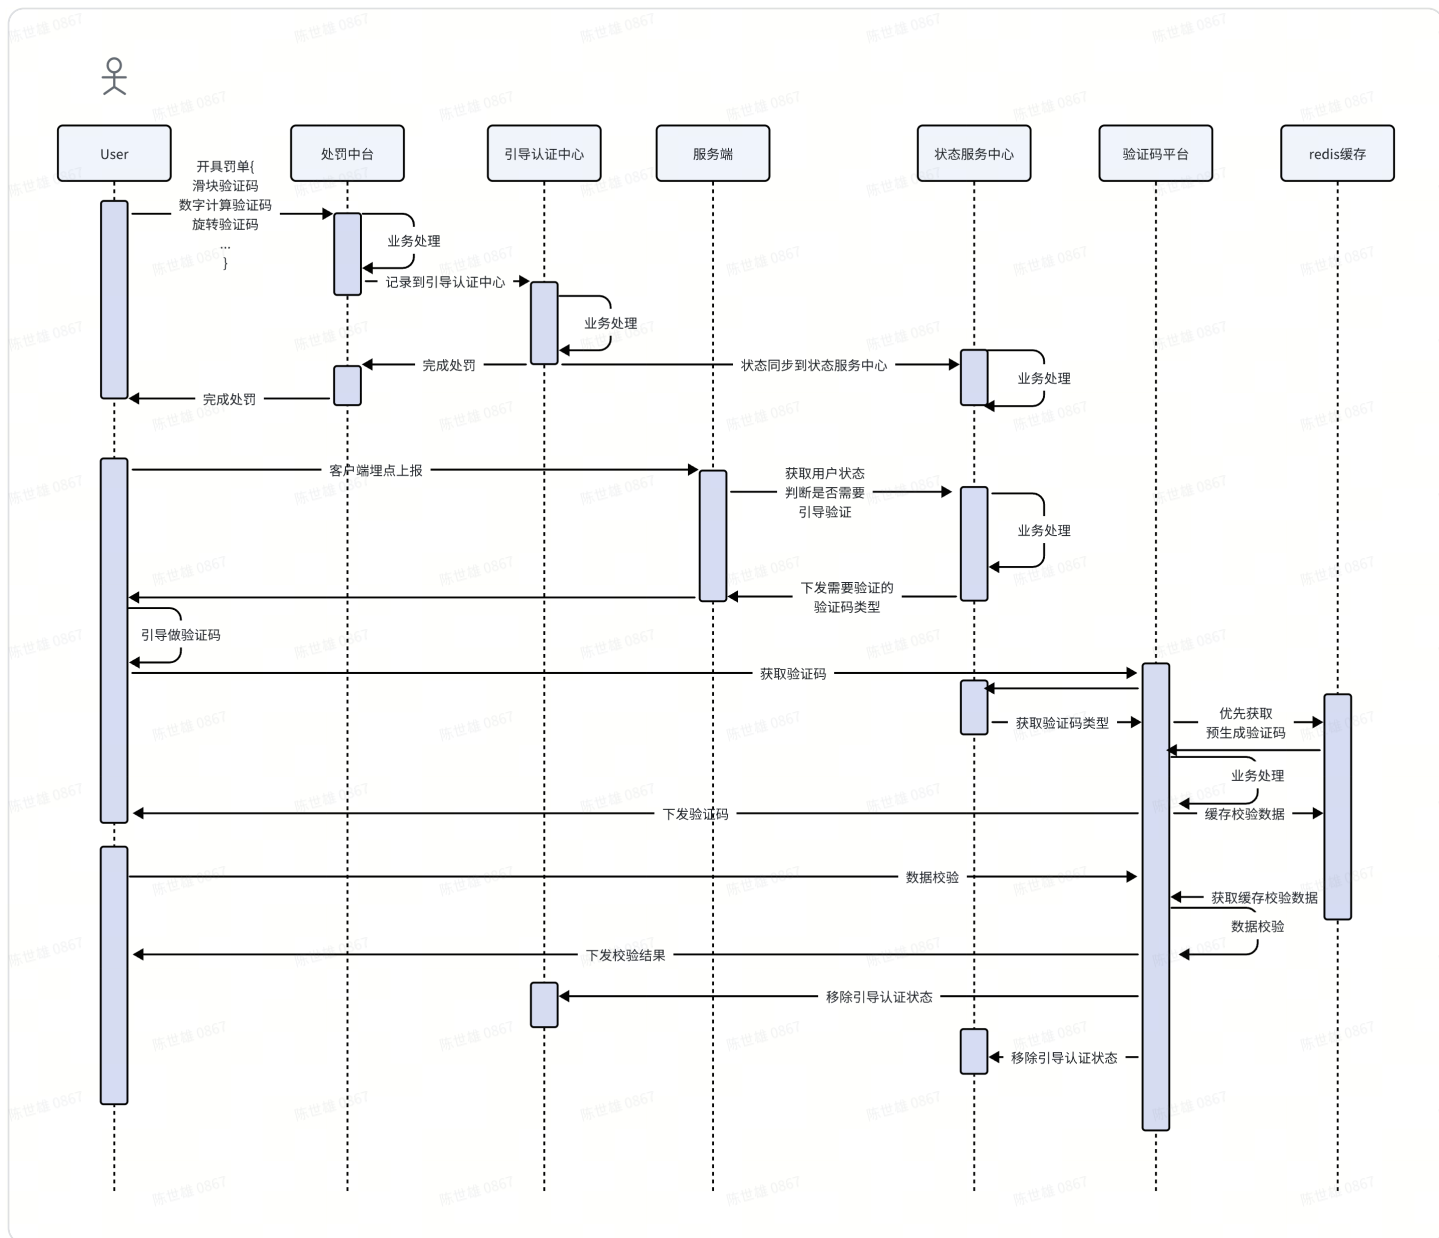 陈世雄 0867
User
处罚中台
引导认证中心
服务端
状态服务中心
验证码平台
redis缓存
开具罚单{
滑块验证码
数字计算验证码
旋转验证码
...
}
业务处理
记录到引导认证中心
业务处理
完成处罚
状态同步到状态服务中心
业务处理
完成处罚
客户端埋点上报
获取用户状态
判断是否需要
引导验证
业务处理
下发需要验证的
验证码类型
引导做验证码
获取验证码
获取验证码类型
优先获取
预生成验证码
业务处理
下发验证码
缓存校验数据
数据校验
获取缓存校验数据
数据校验
下发校验结果
移除引导认证状态
移除引导认证状态